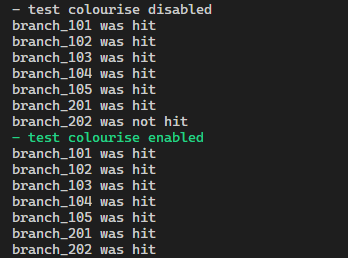 - test colourise disabled
branch_101 was hit
branch_102 was hit
branch_103 was hit
branch_104 was hit
branch_105 was hit
branch_201 was hit
branch_202 was not hit
- test colourise enabled
branch_101 was hit
branch_102 was hit
branch_103 was hit
branch_104 was hit
branch_105 was hit
branch_201 was hit
branch_202 was hit